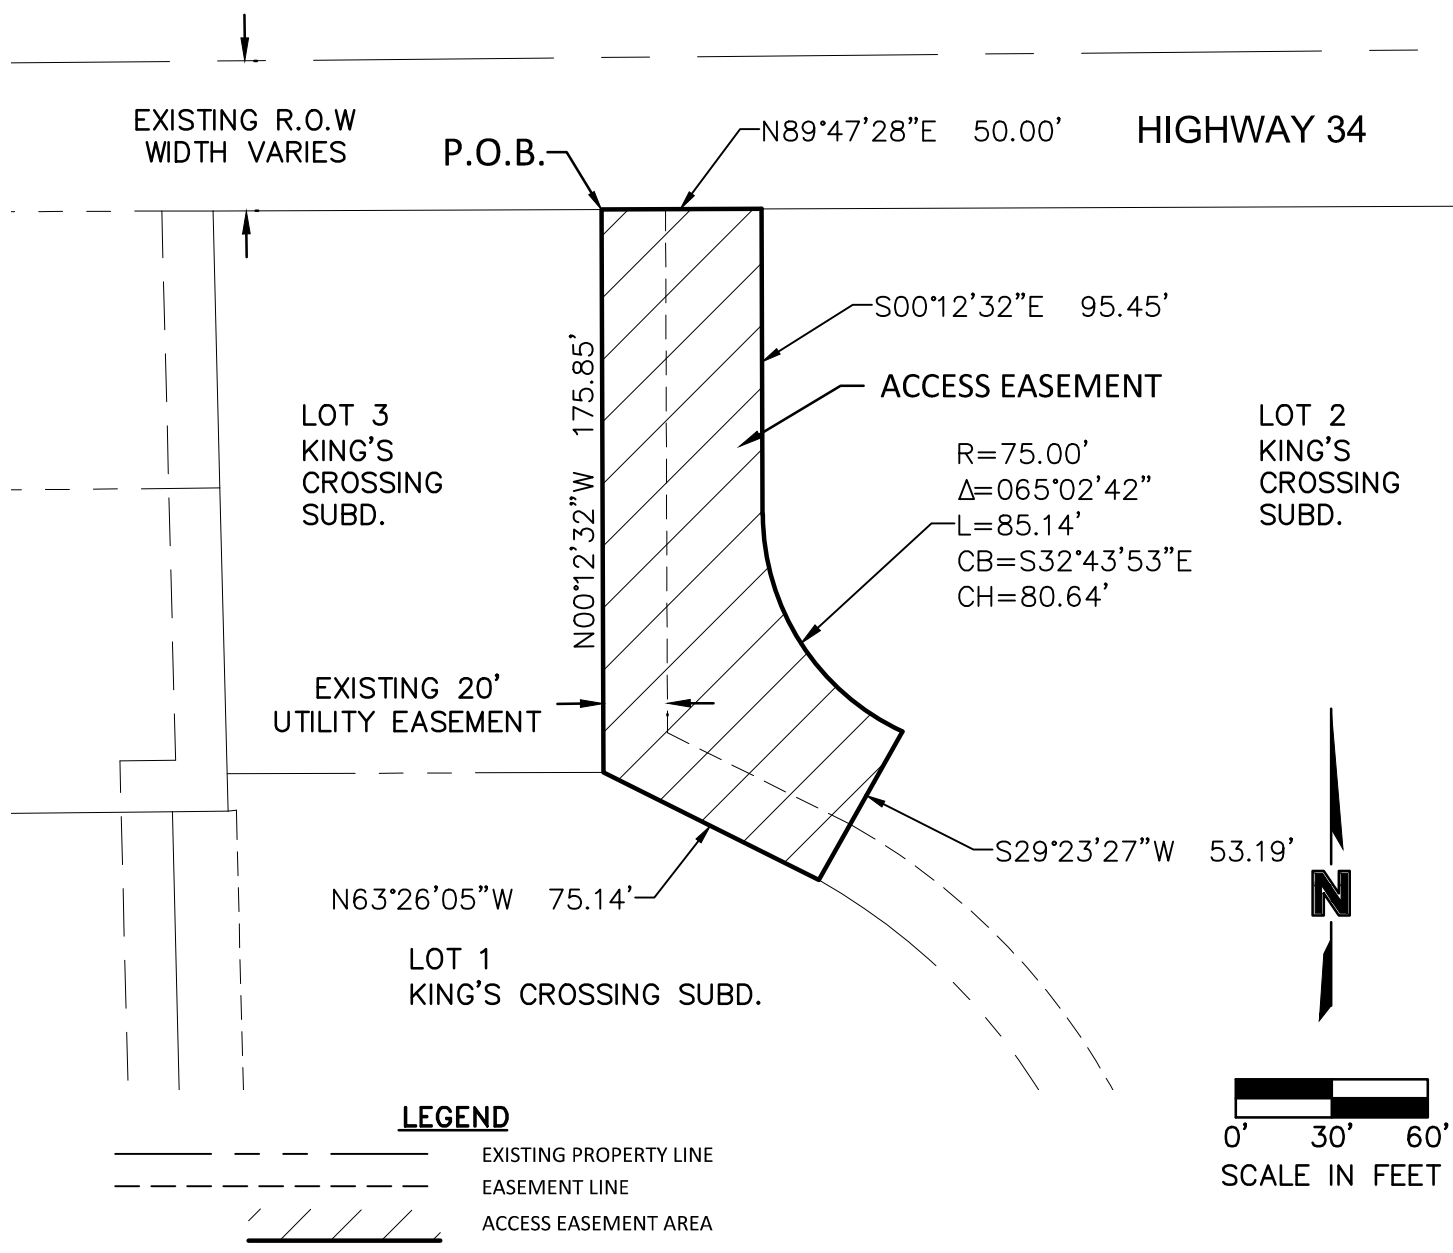 EXISTING R.O.W
WIDTH VARIES
P.O.B.
N89°47'28"E 50.00'
HIGHWAY 34
S00°12'32"E 95.45'
ACCESS EASEMENT
N00°12'32"W 175.85'
LOT 3
KING'S
CROSSING
SUBD.
R=75.00'
Δ=065°02'42"
L=85.14'
CB=S32°43'53"E
CH=80.64'
LOT 2
KING'S
CROSSING
SUBD.
EXISTING 20'
UTILITY EASEMENT
S29°23'27"W 53.19'
N63°26'05"W 75.14'
N
LOT 1
KING'S CROSSING SUBD.
LEGEND
EXISTING PROPERTY LINE
EASEMENT LINE
ACCESS EASEMENT AREA
0' 30' 60'
SCALE IN FEET